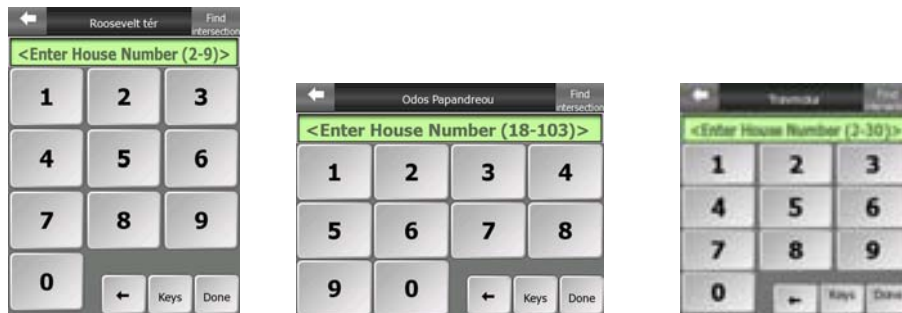 Roosevelt tér
Find intersection
<Enter House Number (2-9)>
1 2 3
4 5 6
7 8 9
0 ← Keys Done
Odos Papandreou
Find intersection
<Enter House Number (18-103)>
1 2 3 4
5 6 7 8
9 0 ← Keys Done
<Enter House Number (2-30)>
1 2 3
4 5 6
7 8 9
0 ← Keys Done